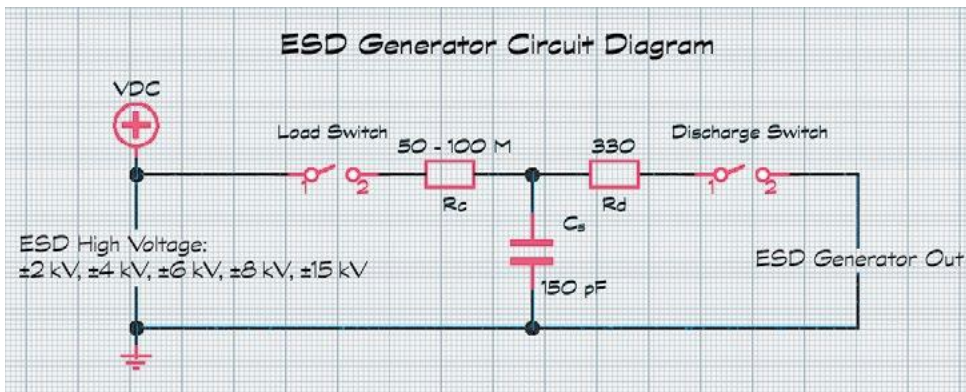 ESD Generator Circuit Diagram
VDC
Load Switch
Discharge Switch
50 - 100 M
330
1
2
1
2
Rc
Rd
Cs
ESD High Voltage:
±2 kV, ±4 kV, ±6 kV, ±8 kV, ±15 kV
ESD Generator Out
150 pF